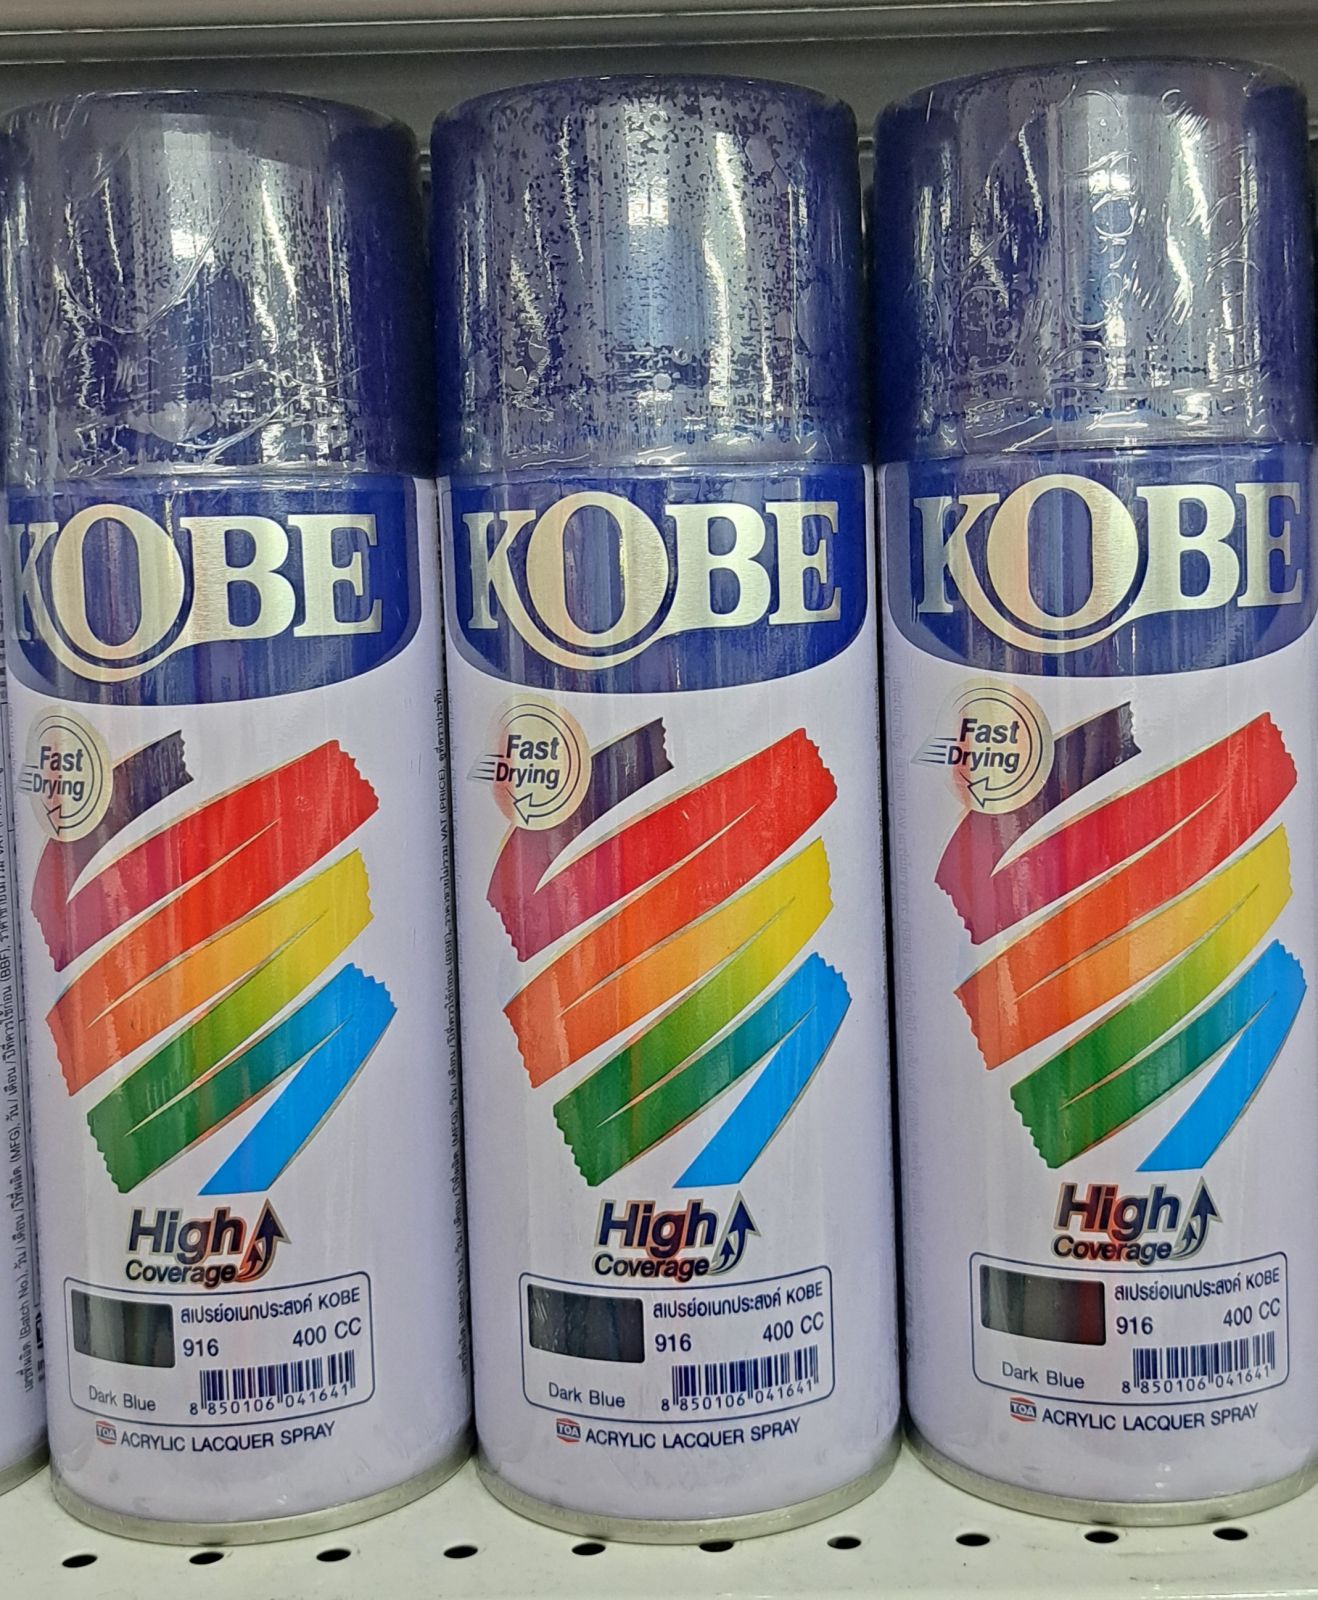 KOBE
Fast
Drying
High
Coverage
สเปรย์อเนกประสงค์ KOBE
916 400 CC
Dark Blue
8 850106 041641
TOA ACRYLIC LACQUER SPRAY
KOBE
Fast
Drying
High
Coverage
สเปรย์อเนกประสงค์ KOBE
916 400 CC
Dark Blue
8 850106 041641
TOA ACRYLIC LACQUER SPRAY
KOBE
Fast
Drying
High
Coverage
สเปรย์อเนกประสงค์ KOBE
916 400 CC
Dark Blue
8 850106 041641
TOA ACRYLIC LACQUER SPRAY